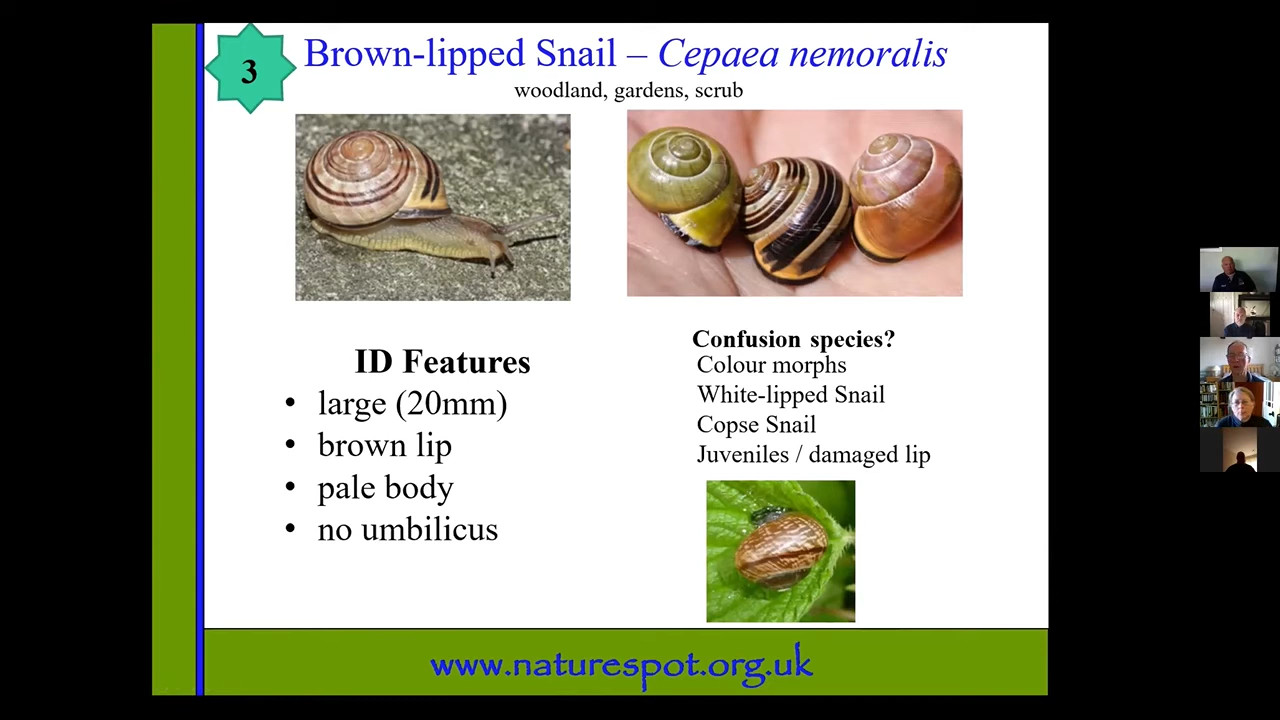 3
Brown-lipped Snail – Cepaea nemoralis
woodland, gardens, scrub
ID Features
• large (20mm)
• brown lip
• pale body
• no umbilicus
Confusion species?
Colour morphs
White-lipped Snail
Copse Snail
Juveniles / damaged lip
www.naturespot.org.uk